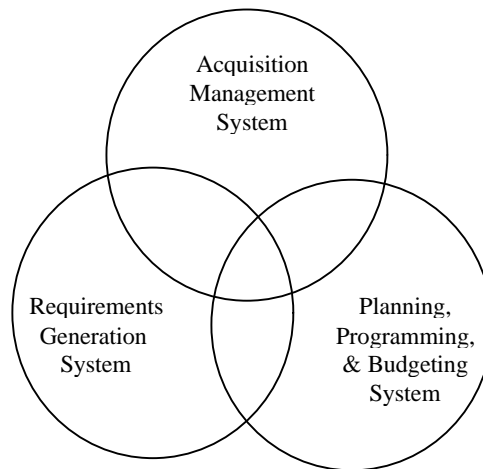 Acquisition
Management
System
Requirements
Generation
System
Planning,
Programming,
& Budgeting
System